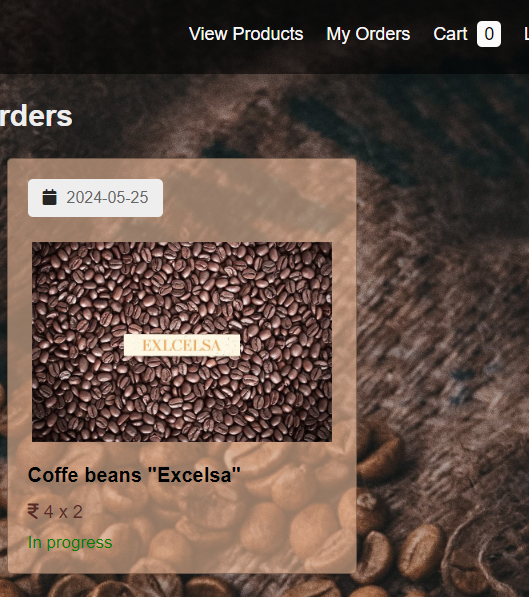 View Products My Orders Cart 0 L
rders
2024-05-25
EXLCELSA
Coffe beans "Excelsa"
₹ 4 x 2
In progress